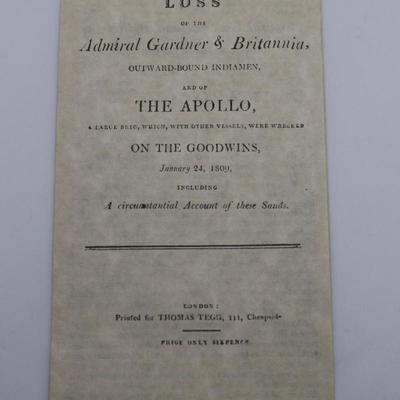 LOSS
OF THE
Admiral Gardner & Britannia,
OUTWARD-BOUND INDIAMEN,
AND OF
THE APOLLO,
A LARGE BRIG, WHICH, WITH OTHER VESSELS, WERE WRECKED
ON THE GOODWINS,
January 24, 1809,
INCLUDING
A circumstantial Account of these Sands.
LONDON:
Printed for THOMAS TEGG, 111, Cheapside
PRICE ONLY SIXPENCE